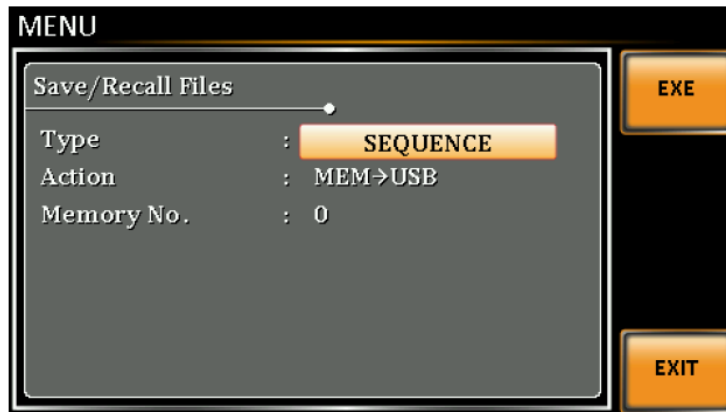 MENU
Save/Recall Files
Type : SEQUENCE
Action : MEM→USB
Memory No. : 0
EXE
EXIT